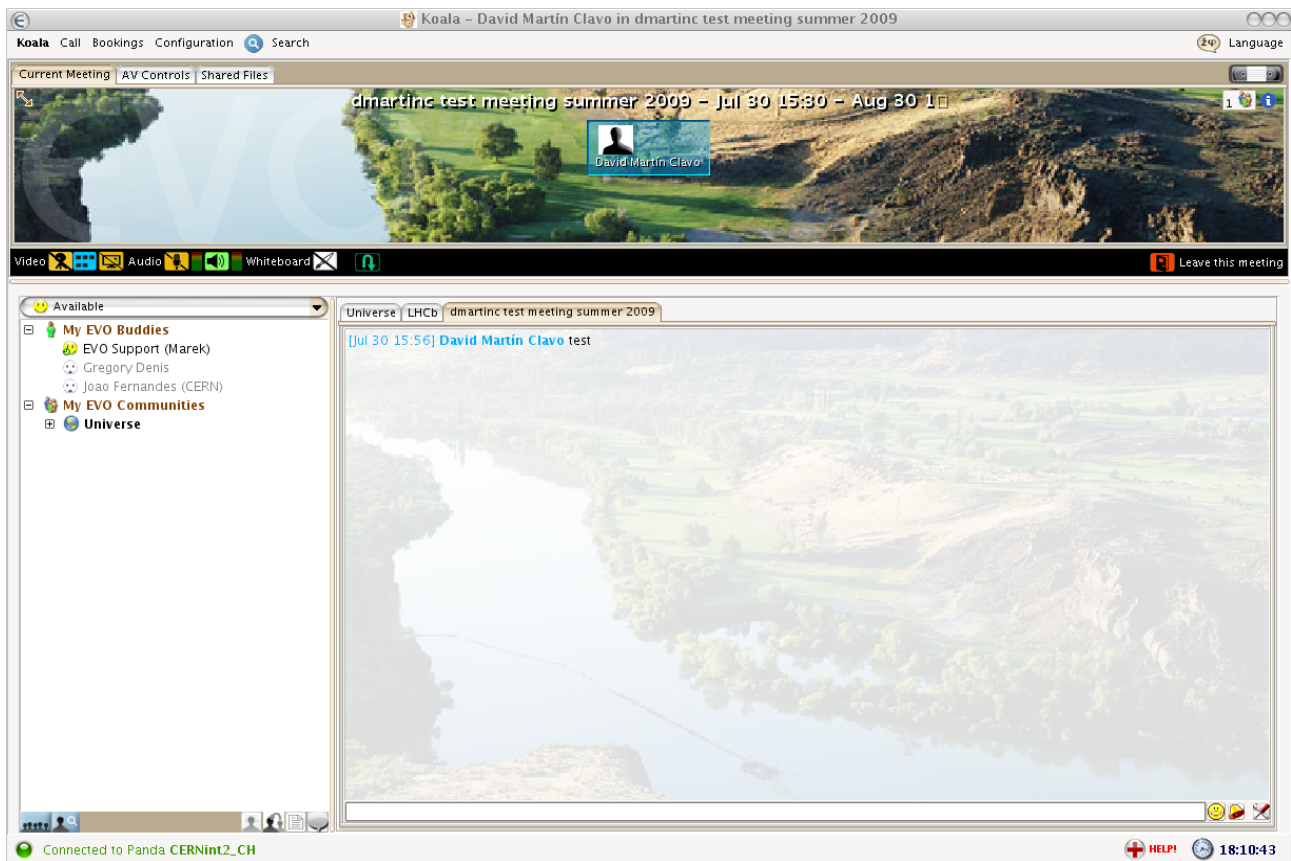 Koala – David Martín Clavo in dmartinc test meeting summer 2009
Koala Call Bookings Configuration Search Language
Current Meeting AV Controls Shared Files
EVO
dmartinc test meeting summer 2009 – Jul 30 15:30 – Aug 30 1
1
David Martín Clavo
Video Audio Whiteboard Leave this meeting
Available
My EVO Buddies
EVO Support (Marek)
Gregory Denis
Joao Fernandes (CERN)
My EVO Communities
Universe
Universe LHCb dmartinc test meeting summer 2009
[Jul 30 15:56] David Martín Clavo test
Connected to Panda CERNint2_CH
HELP! 18:10:43